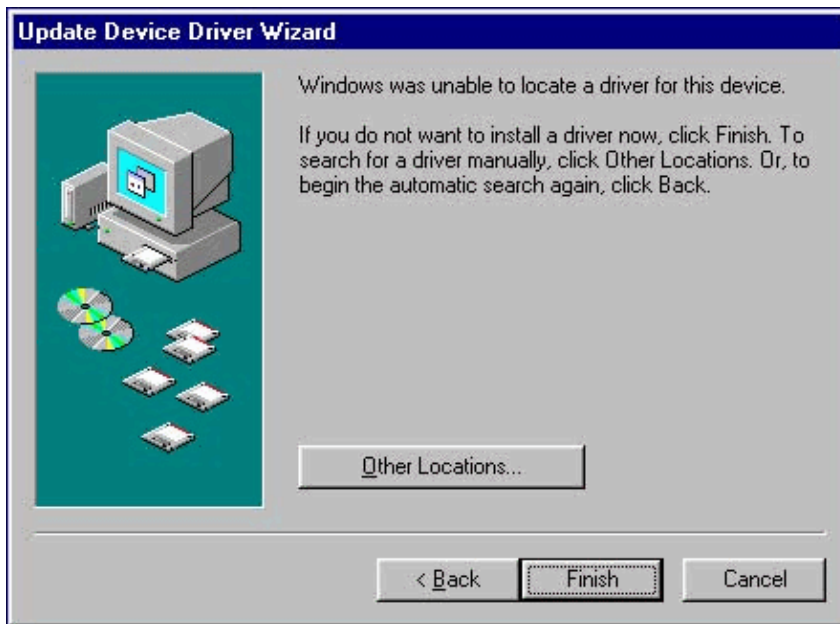 Update Device Driver Wizard
Windows was unable to locate a driver for this device.
If you do not want to install a driver now, click Finish. To
search for a driver manually, click Other Locations. Or, to
begin the automatic search again, click Back.
Other Locations...
< Back
Finish
Cancel